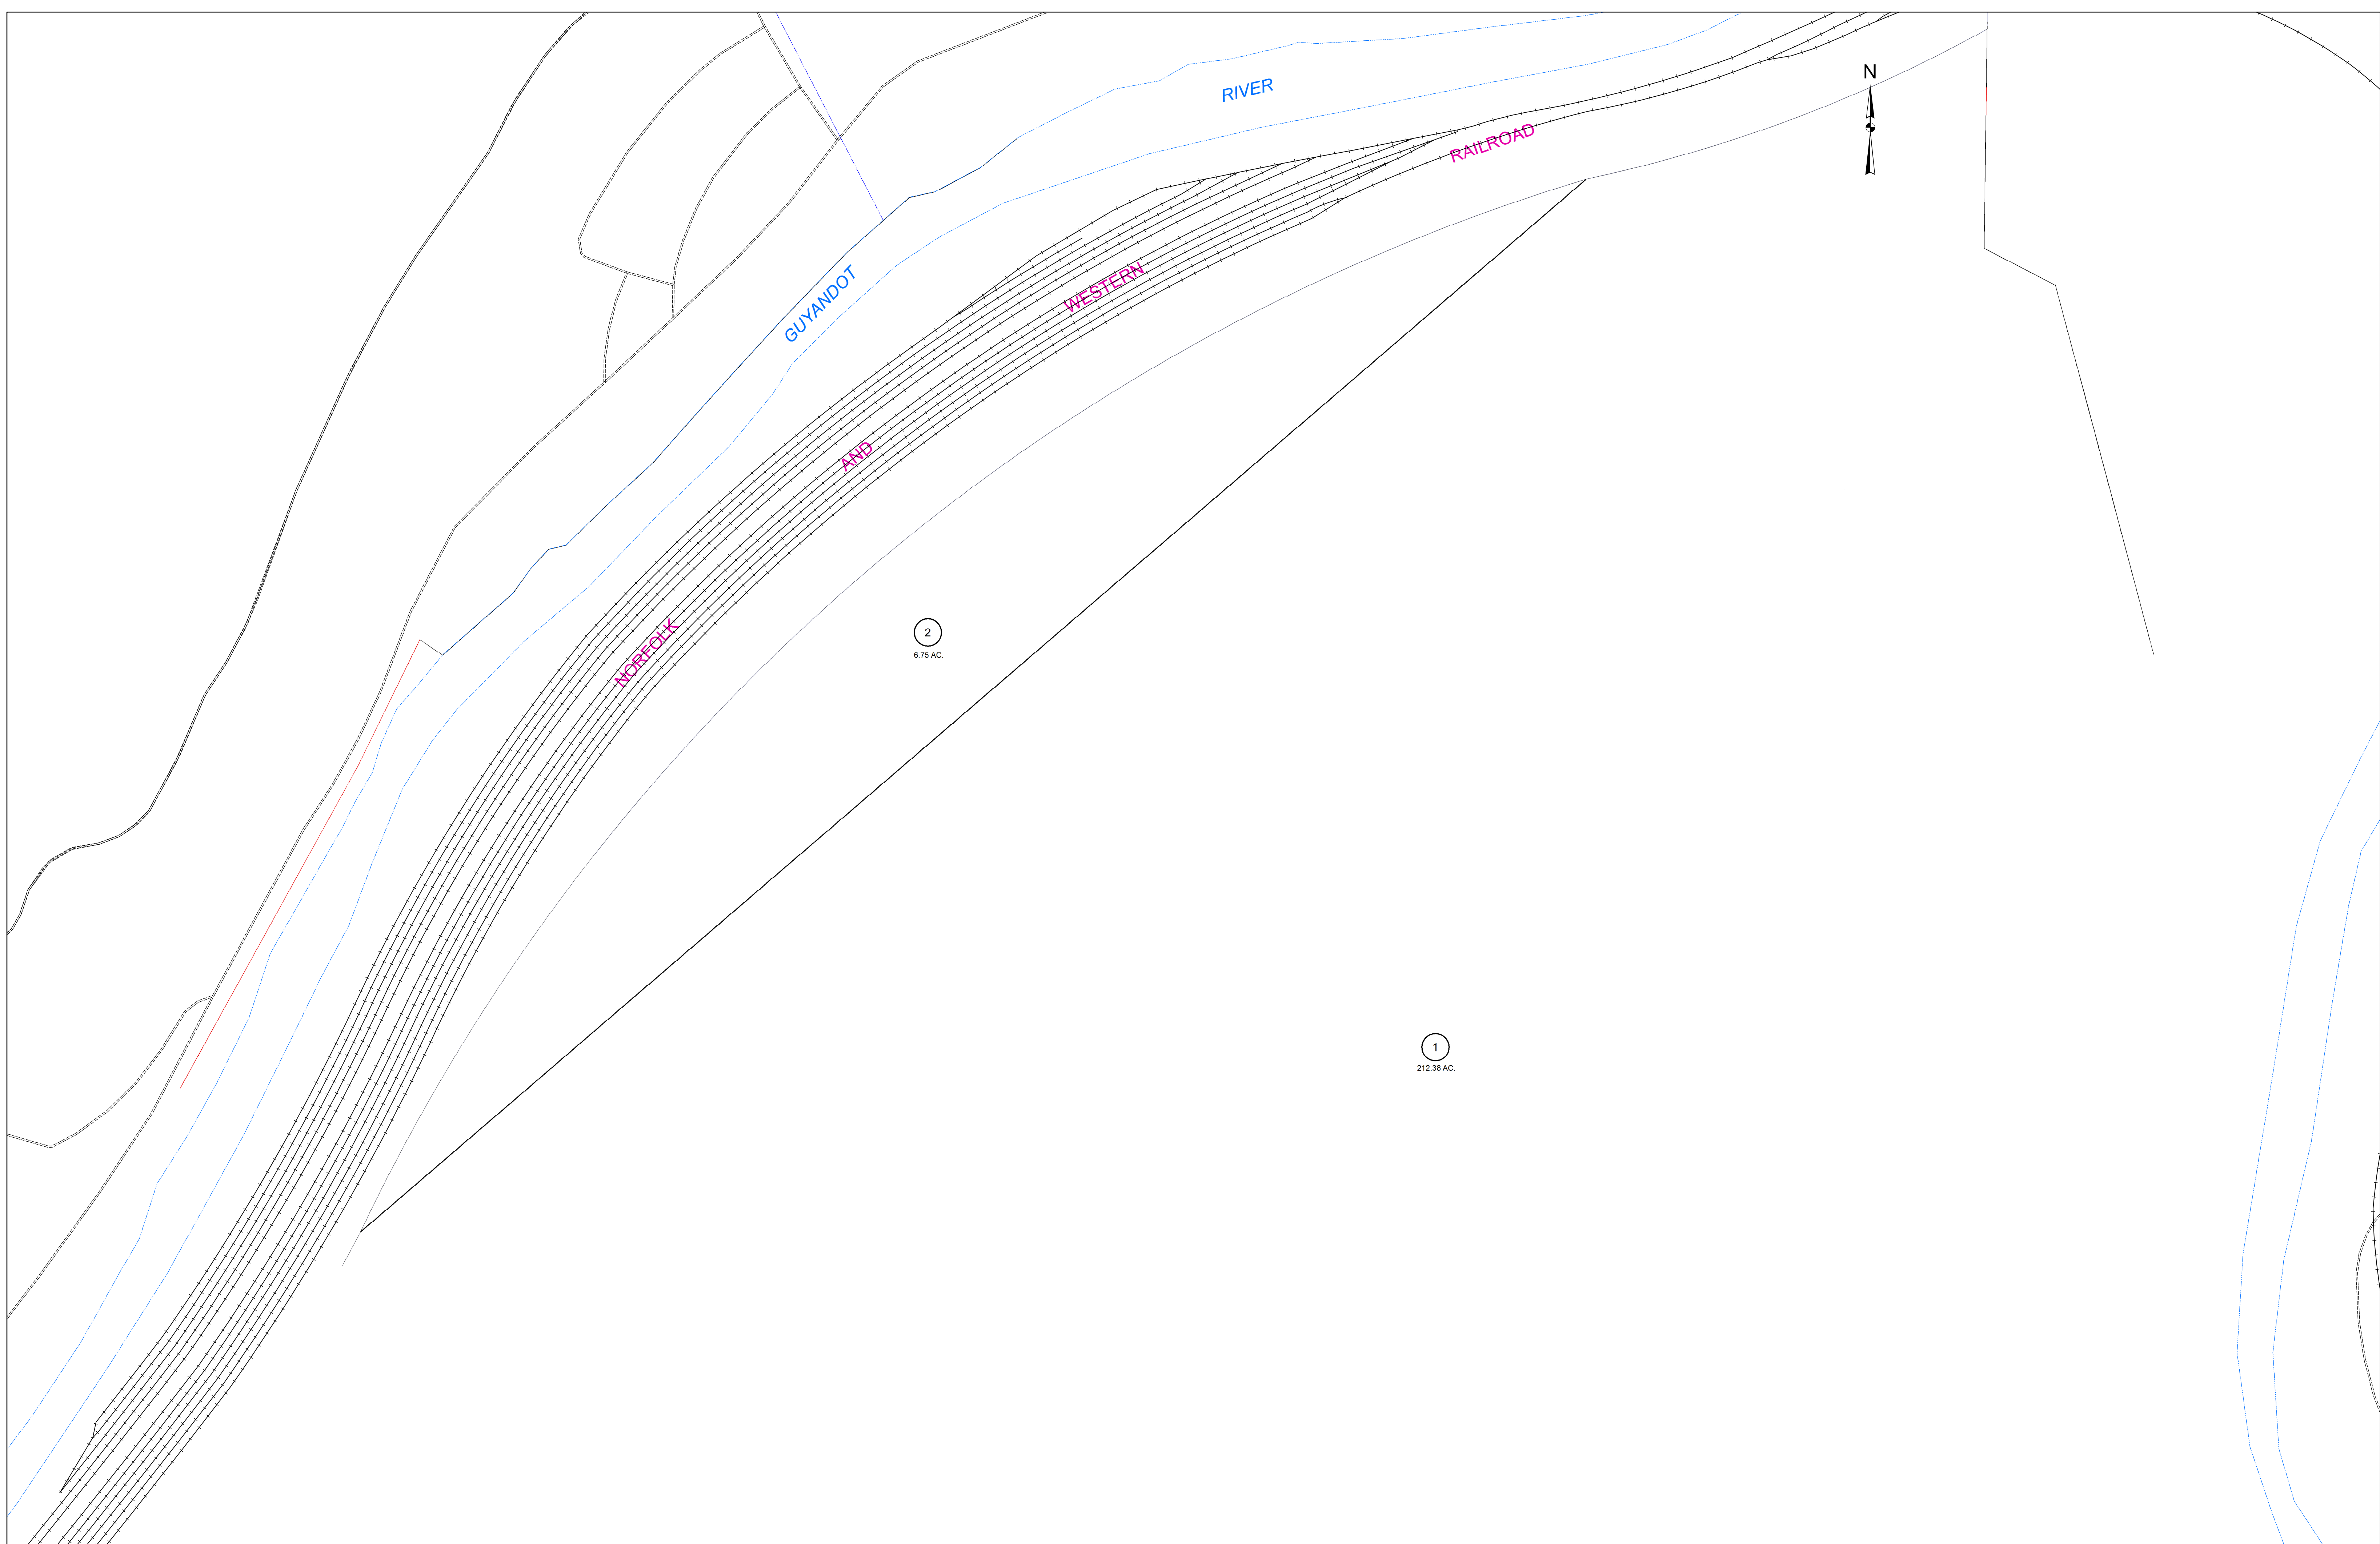 N
RIVER
RAILROAD
GUYANDOT
WESTERN
AND
NORFOLK
2
6.75 AC.
1
212.38 AC.